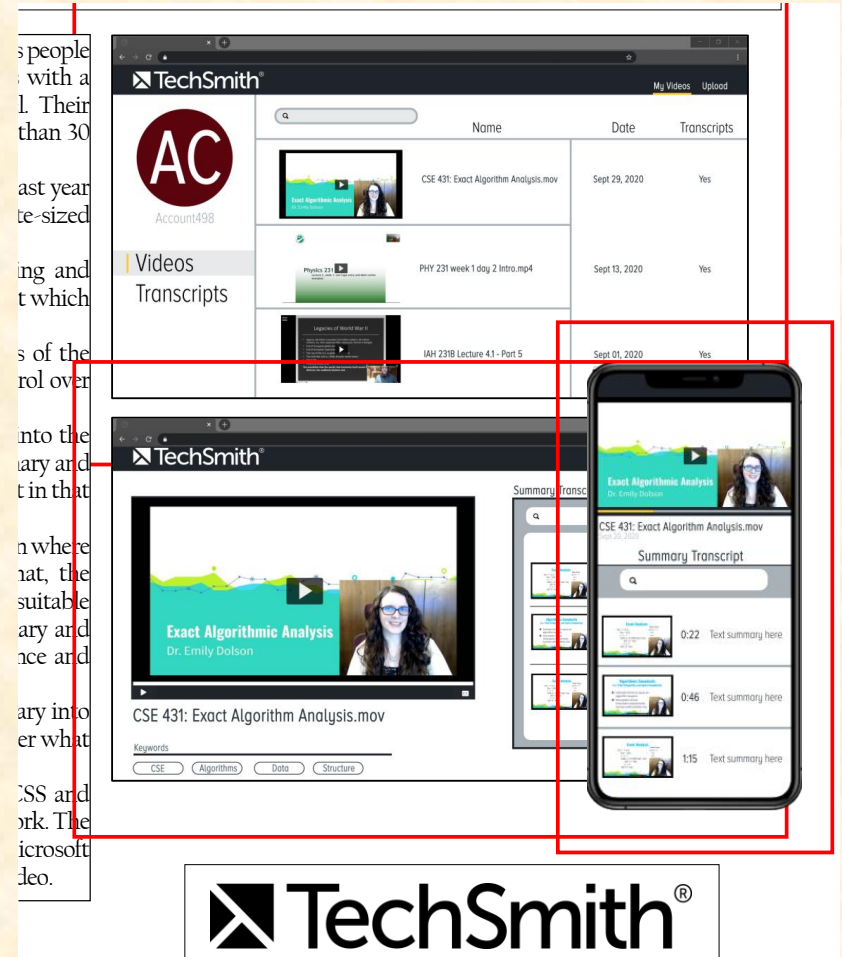 s people
with a
l. Their
than 30
ast year
te-sized
ing and
t which
s of the
rol over
into the
ary and
t in that
n where
hat, the
suitable
ary and
nce and
ary into
er what
CSS and
ork. The
icrosoft
deo.
TechSmith®
My Videos Upload
Name Date Transcripts
AC
Account498
Videos
Transcripts
Exact Algorithmic Analysis
Dr. Emily Dolson
CSE 431: Exact Algorithm Analysis.mov Sept 29, 2020 Yes
Physics 231
PHY 231 week 1 day 2 Intro.mp4 Sept 13, 2020 Yes
Legacies of World War II
IAH 231B Lecture 4.1 - Part 5 Sept 01, 2020 Yes
TechSmith®
Exact Algorithmic Analysis
Dr. Emily Dolson
CSE 431: Exact Algorithm Analysis.mov
Keywords
CSE Algorithms Data Structure
Summary Transc
Exact Algorithmic Analysis
Dr. Emily Dolson
CSE 431: Exact Algorithm Analysis.mov
Sept 20, 2020
Summary Transcript
0:22 Text summary here
0:46 Text summary here
1:15 Text summary here
TechSmith®